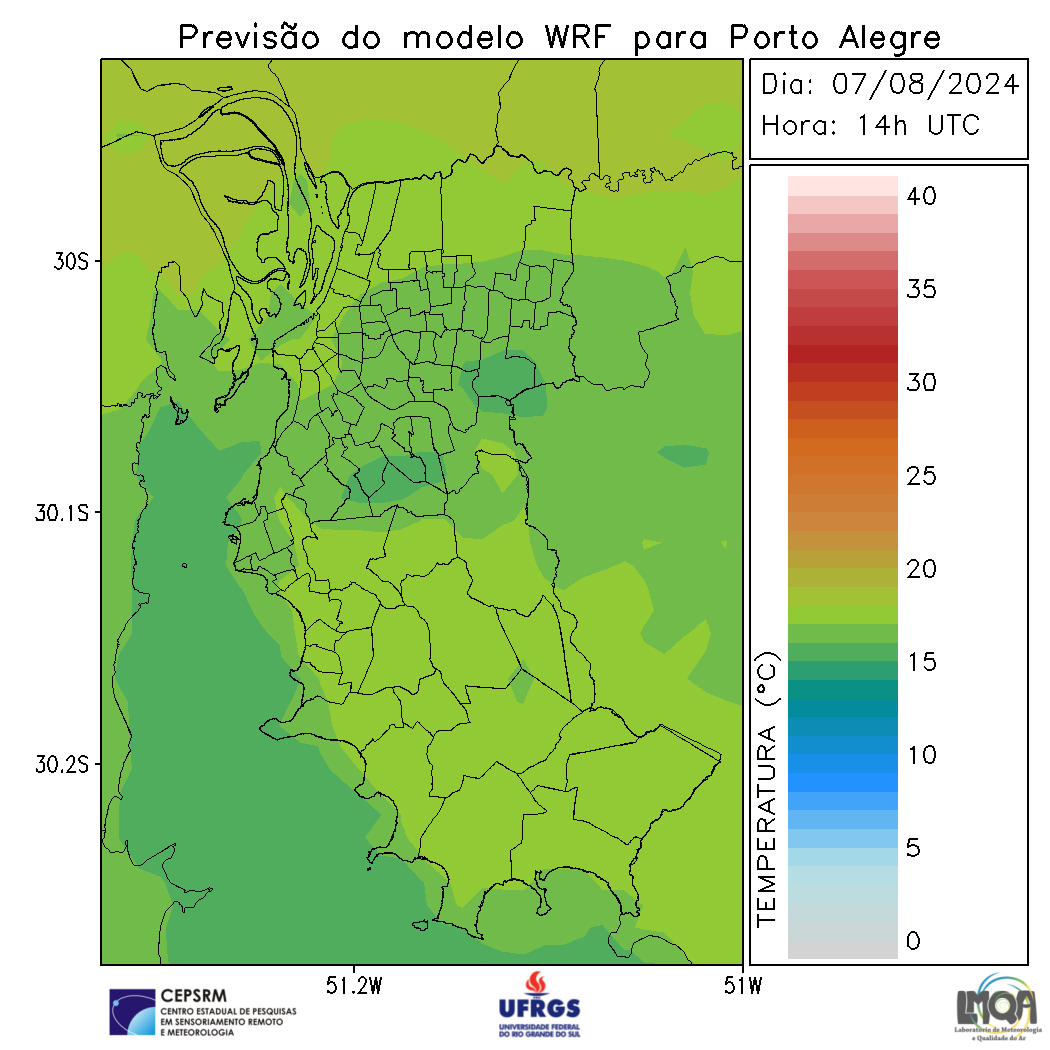 Previsão do modelo WRF para Porto Alegre
Dia: 07/08/2024
Hora: 14h UTC
40
35
30
25
20
15
10
5
0
TEMPERATURA (°C)
30S
30.1S
30.2S
51.2W
51W
CEPSRM
CENTRO ESTADUAL DE PESQUISAS
EM SENSORIAMENTO REMOTO
E METEOROLOGIA
UFRGS
UNIVERSIDADE FEDERAL
DO RIO GRANDE DO SUL
LMQA
Laboratório de Meteorologia
e Qualidade do Ar